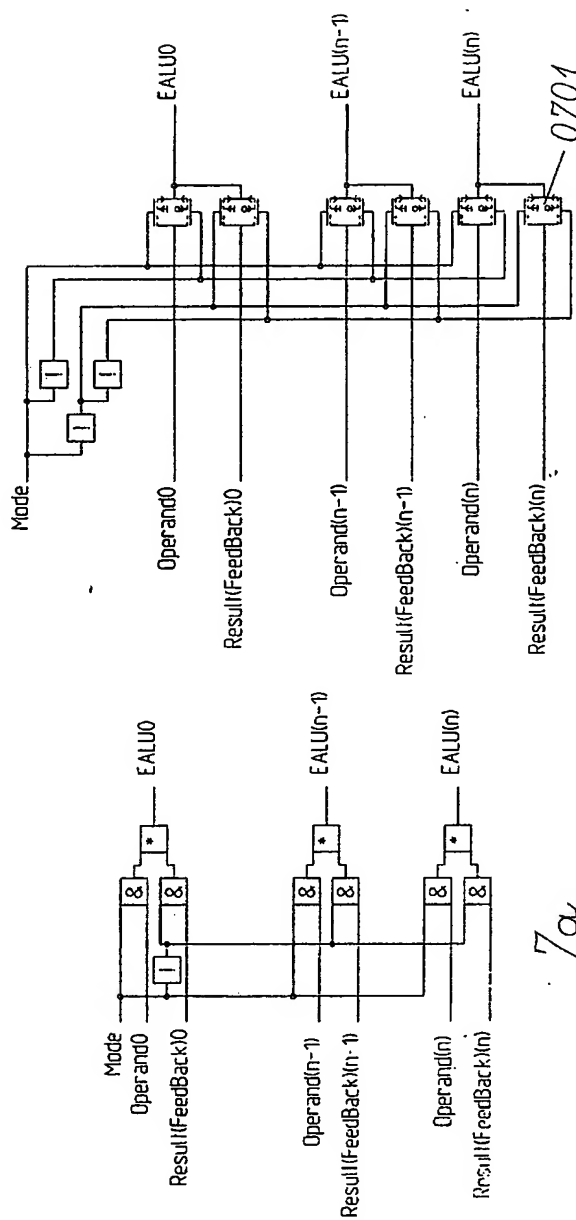 Mode
Operand0
Result(FeedBack)0
Operand(n-1)
Result(FeedBack)(n-1)
Operand(n)
Result(FeedBack)(n)
|
&
&
*
&
&
*
&
&
*
EALU0
EALU(n-1)
EALU(n)
7a
Mode
|
|
|
Operand0
Result(FeedBack)0
Operand(n-1)
Result(FeedBack)(n-1)
Operand(n)
Result(FeedBack)(n)
EALU0
EALU(n-1)
EALU(n)
0701